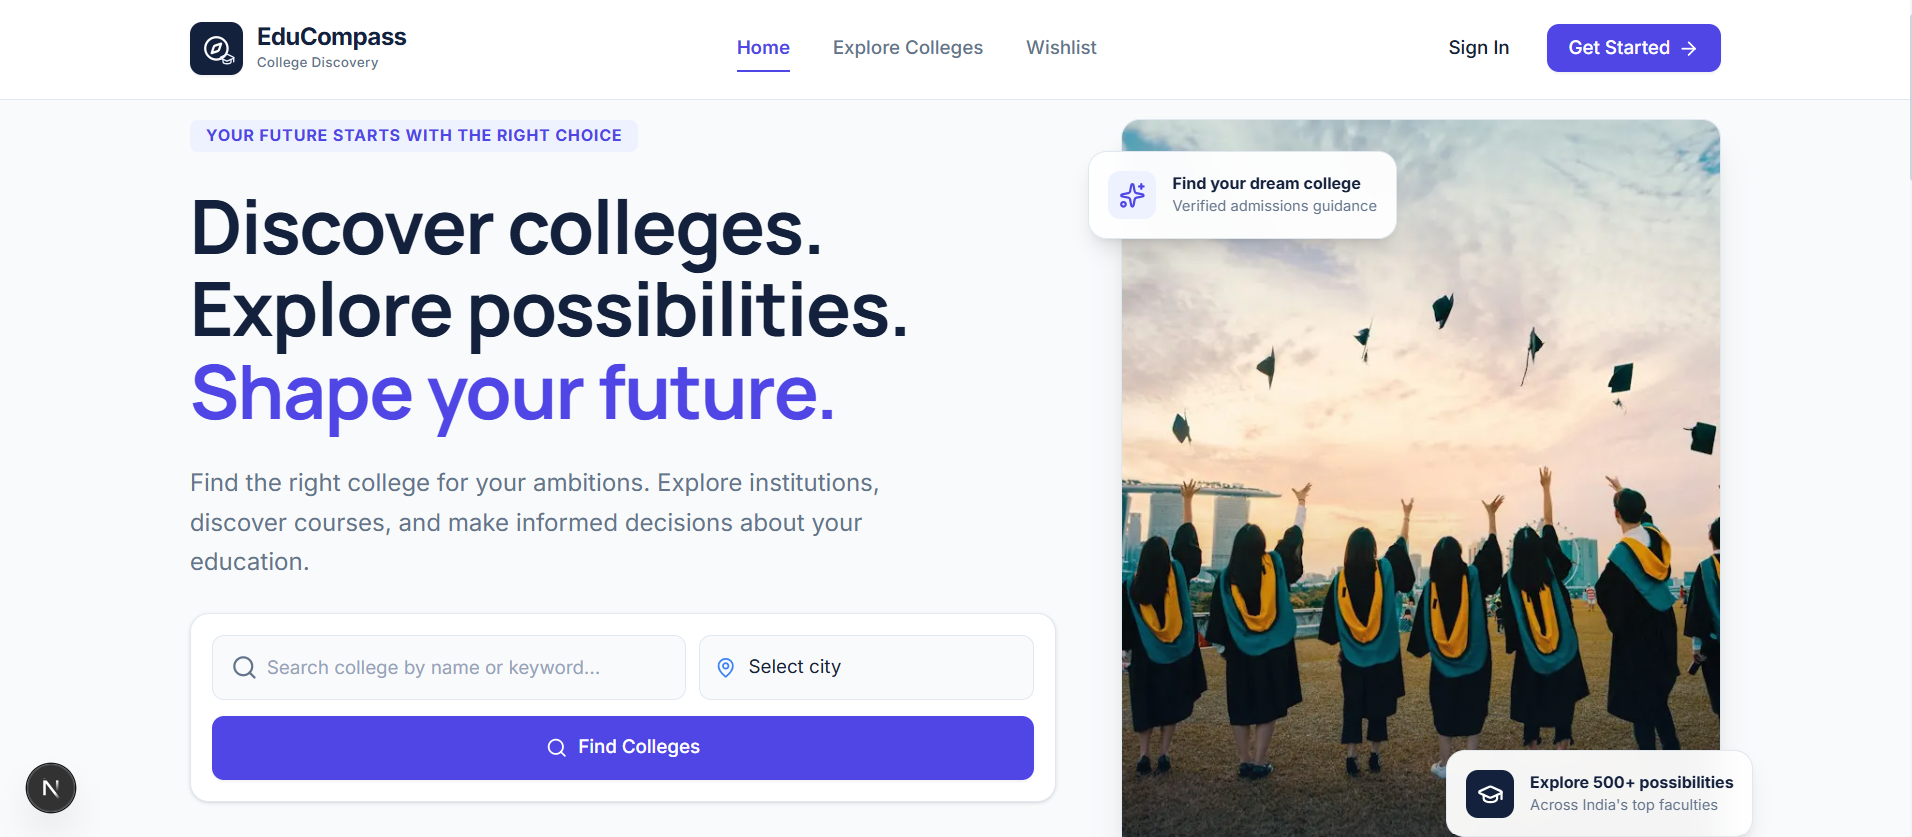 EduCompass
College Discovery
Home
Explore Colleges
Wishlist
Sign In
Get Started
YOUR FUTURE STARTS WITH THE RIGHT CHOICE
Discover colleges.
Explore possibilities.
Shape your future.
Find the right college for your ambitions. Explore institutions,
discover courses, and make informed decisions about your
education.
Search college by name or keyword...
Select city
Find Colleges
Find your dream college
Verified admissions guidance
Explore 500+ possibilities
Across India's top faculties
N